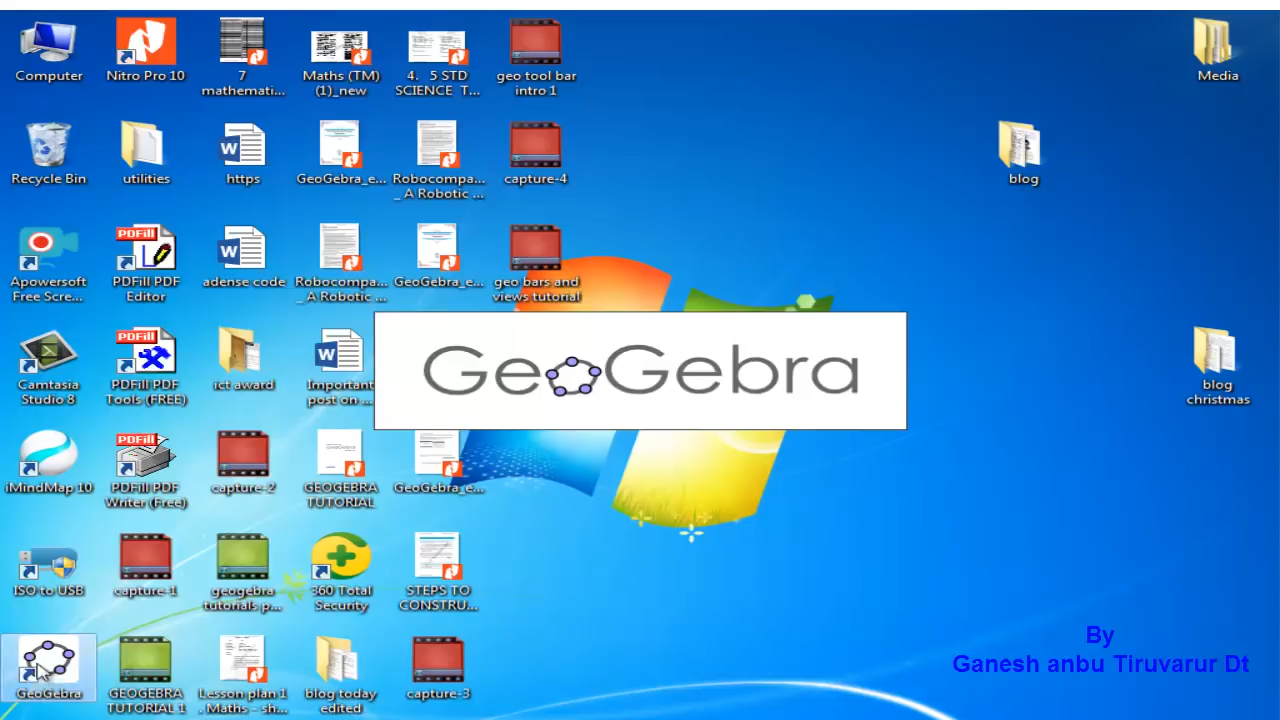 Computer
Nitro Pro 10
7
mathemati...
Maths (TM)
(1)_new
4. 5 STD
SCIENCE T...
geo tool bar
intro 1
Media
Recycle Bin
utilities
https
GeoGebra_e...
Robocompa...
_ A Robotic ...
capture-4
blog
Apowersoft
Free Scre...
PDFill PDF
Editor
adense code
Robocompa...
_ A Robotic ...
GeoGebra_e...
geo bars and
views tutorial
Camtasia
Studio 8
PDFill PDF
Tools (FREE)
ict award
Important
post on ...
GeoGebra
blog
christmas
iMindMap 10
PDFill PDF
Writer (Free)
capture-2
GEOGEBRA
TUTORIAL
GeoGebra_e...
ISO to USB
capture-1
geogebra
tutorials p...
360 Total
Security
STEPS TO
CONSTRU...
GeoGebra
GEOGEBRA
TUTORIAL 1
Lesson plan 1
. Maths - sh...
blog today
edited
capture-3
By
Ganesh anbu Tiruvarur Dt